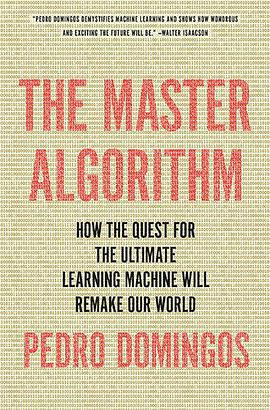 "PEDRO DOMINGOS DEMYSTIFIES MACHINE LEARNING AND SHOWS HOW WONDROUS
AND EXCITING THE FUTURE WILL BE." –WALTER ISAACSON
THE MASTER
ALGORITHM
HOW THE QUEST FOR
THE ULTIMATE
LEARNING MACHINE WILL
REMAKE OUR WORLD
PEDRO DOMINGOS